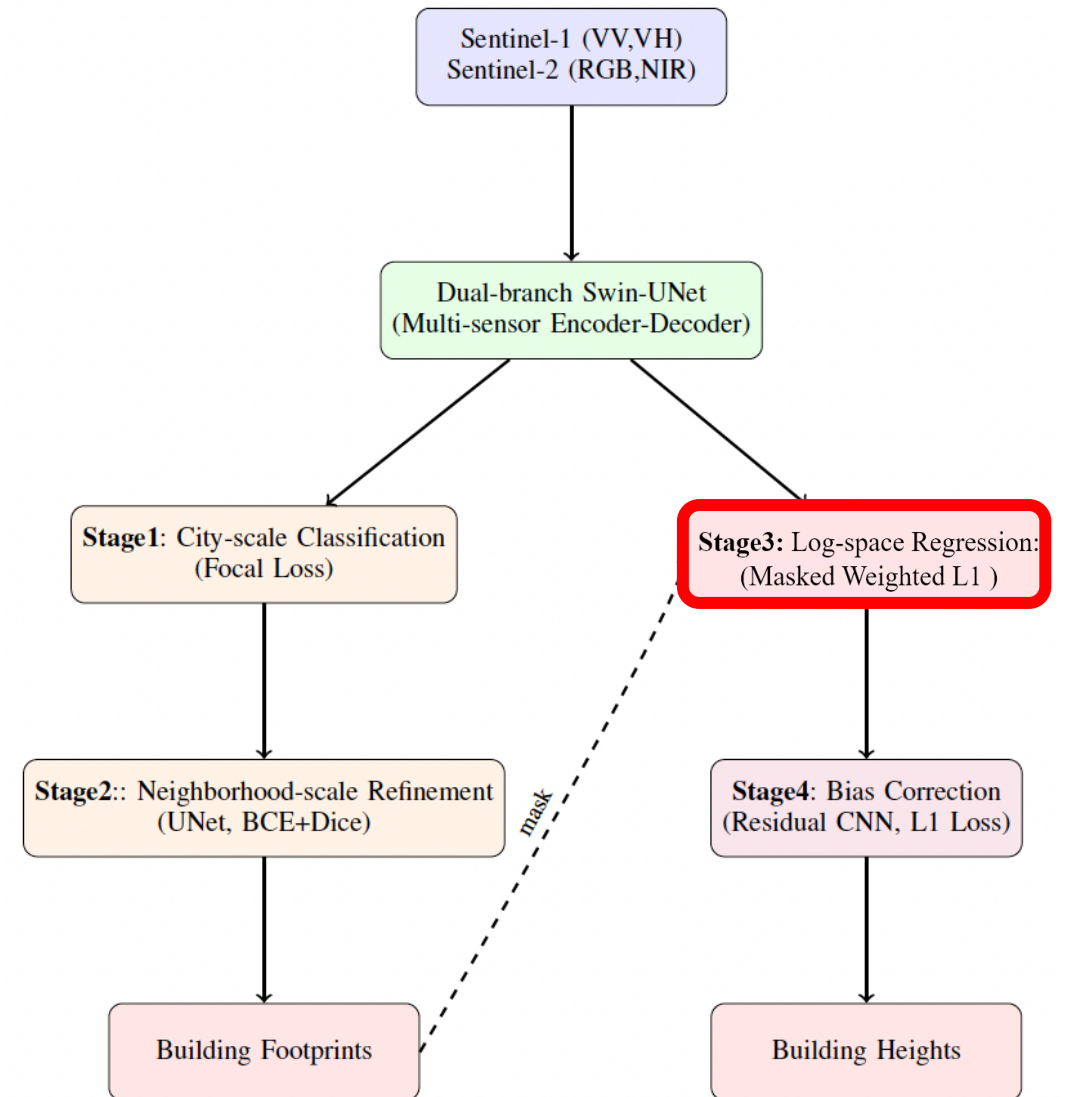 Sentinel-1 (VV,VH)
Sentinel-2 (RGB,NIR)
Dual-branch Swin-UNet
(Multi-sensor Encoder-Decoder)
Stage1: City-scale Classification
(Focal Loss)
Stage3: Log-space Regression:
(Masked Weighted L1 )
Stage2:: Neighborhood-scale Refinement
(UNet, BCE+Dice)
mask
Stage4: Bias Correction
(Residual CNN, L1 Loss)
Building Footprints
Building Heights